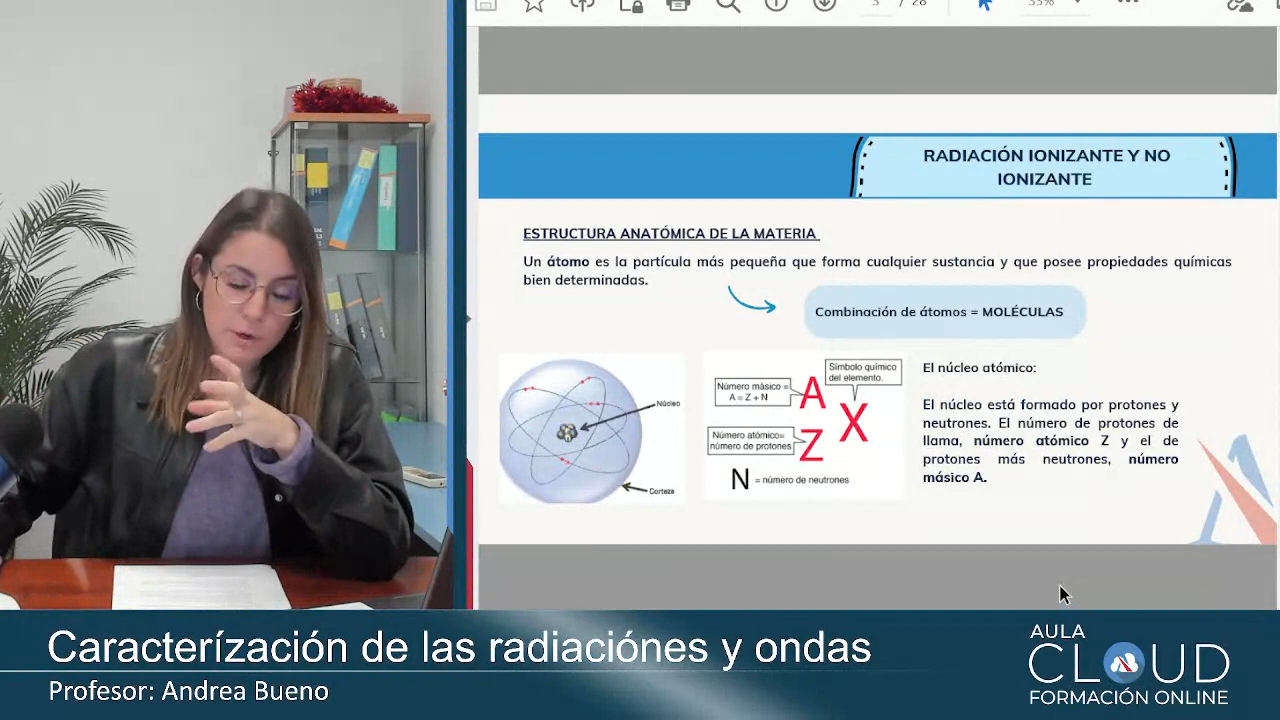 3 / 28
RADIACIÓN IONIZANTE Y NO
IONIZANTE
ESTRUCTURA ANATÓMICA DE LA MATERIA
Un átomo es la partícula más pequeña que forma cualquier sustancia y que posee propiedades químicas
bien determinadas.
Combinación de átomos = MOLÉCULAS
Núcleo
Corteza
Número másico =
A = Z + N
A
Símbolo químico
del elemento.
X
Número atómico=
número de protones
Z
N = número de neutrones
El núcleo atómico:
El núcleo está formado por protones y
neutrones. El número de protones de
llama, número atómico Z y el de
protones más neutrones, número
másico A.
Caracterízación de las radiaciónes y ondas
Profesor: Andrea Bueno
AULA
CLOUD
FORMACIÓN ONLINE